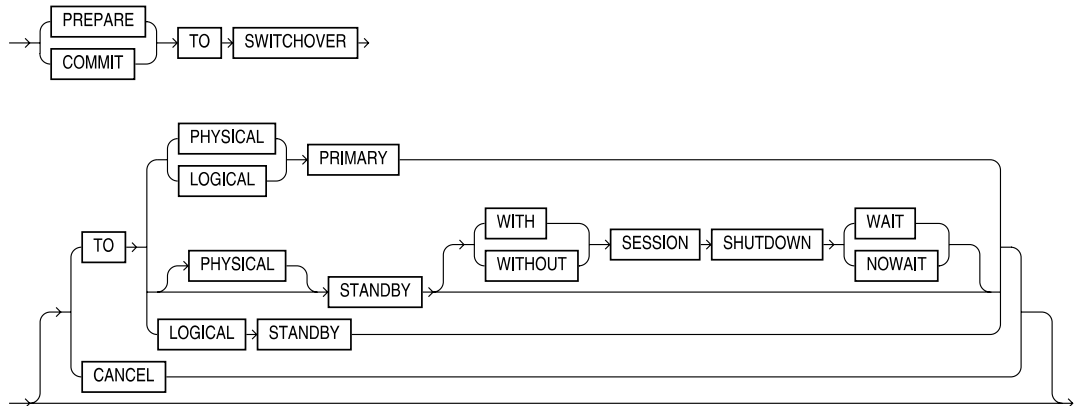 PREPARE
COMMIT
TO
SWITCHOVER
PHYSICAL
LOGICAL
PRIMARY
TO
PHYSICAL
STANDBY
WITH
WITHOUT
SESSION
SHUTDOWN
WAIT
NOWAIT
LOGICAL
STANDBY
CANCEL